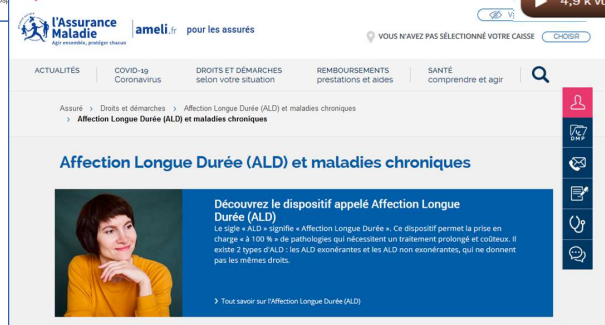 l'Assurance
Maladie
Agir ensemble, protéger chacun
ameli.fr
pour les assurés
4,9 k vu
VOUS N'AVEZ PAS SÉLECTIONNÉ VOTRE CAISSE
CHOISIR
ACTUALITÉS
COVID-19
Coronavirus
DROITS ET DÉMARCHES
selon votre situation
REMBOURSEMENTS
prestations et aides
SANTÉ
comprendre et agir
Assuré > Droits et démarches > Affection Longue Durée (ALD) et maladies chroniques
> Affection Longue Durée (ALD) et maladies chroniques
DMP
Affection Longue Durée (ALD) et maladies chroniques
Découvrez le dispositif appelé Affection Longue
Durée (ALD)
Le sigle « ALD » signifie « Affection Longue Durée ». Ce dispositif permet la prise en
charge « à 100 % » de pathologies qui nécessitent un traitement prolongé et coûteux. Il
existe 2 types d'ALD : les ALD exonérantes et les ALD non exonérantes, qui ne donnent
pas les mêmes droits.
> Tout savoir sur l'Affection Longue Durée (ALD)